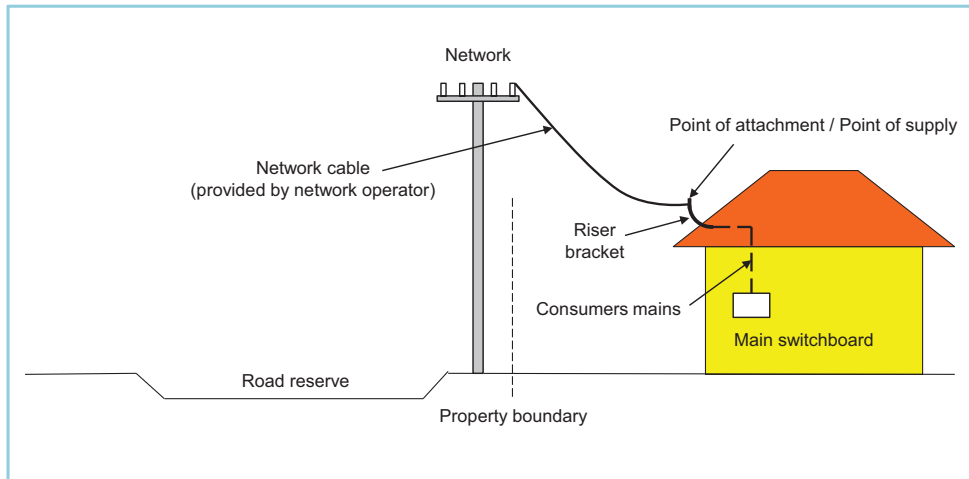 Network
Point of attachment / Point of supply
Network cable
(provided by network operator)
Riser
bracket
Consumers mains
Main switchboard
Road reserve
Property boundary